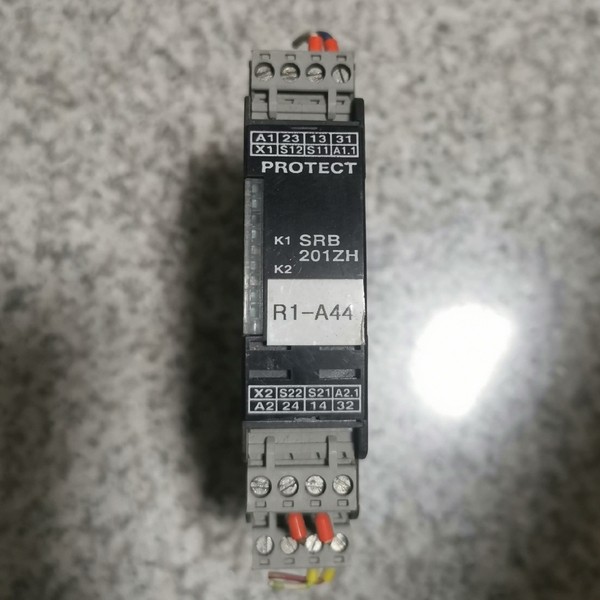 A1 23 13 31
X1 S12 S11 A1.1
PROTECT
K1 SRB
201ZH
K2
R1-A44
X2 S22 S21 A2.1
A2 24 14 32